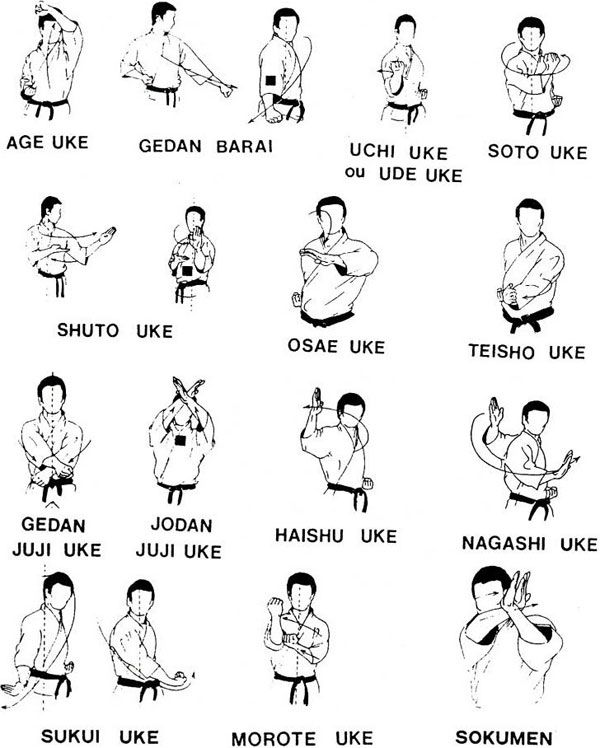 AGE UKE
GEDAN BARAI
UCHI UKE
ou UDE UKE
SOTO UKE
SHUTO UKE
OSAE UKE
TEISHO UKE
GEDAN
JUJI UKE
JODAN
JUJI UKE
HAISHU UKE
NAGASHI UKE
SUKUI UKE
MOROTE UKE
SOKUMEN